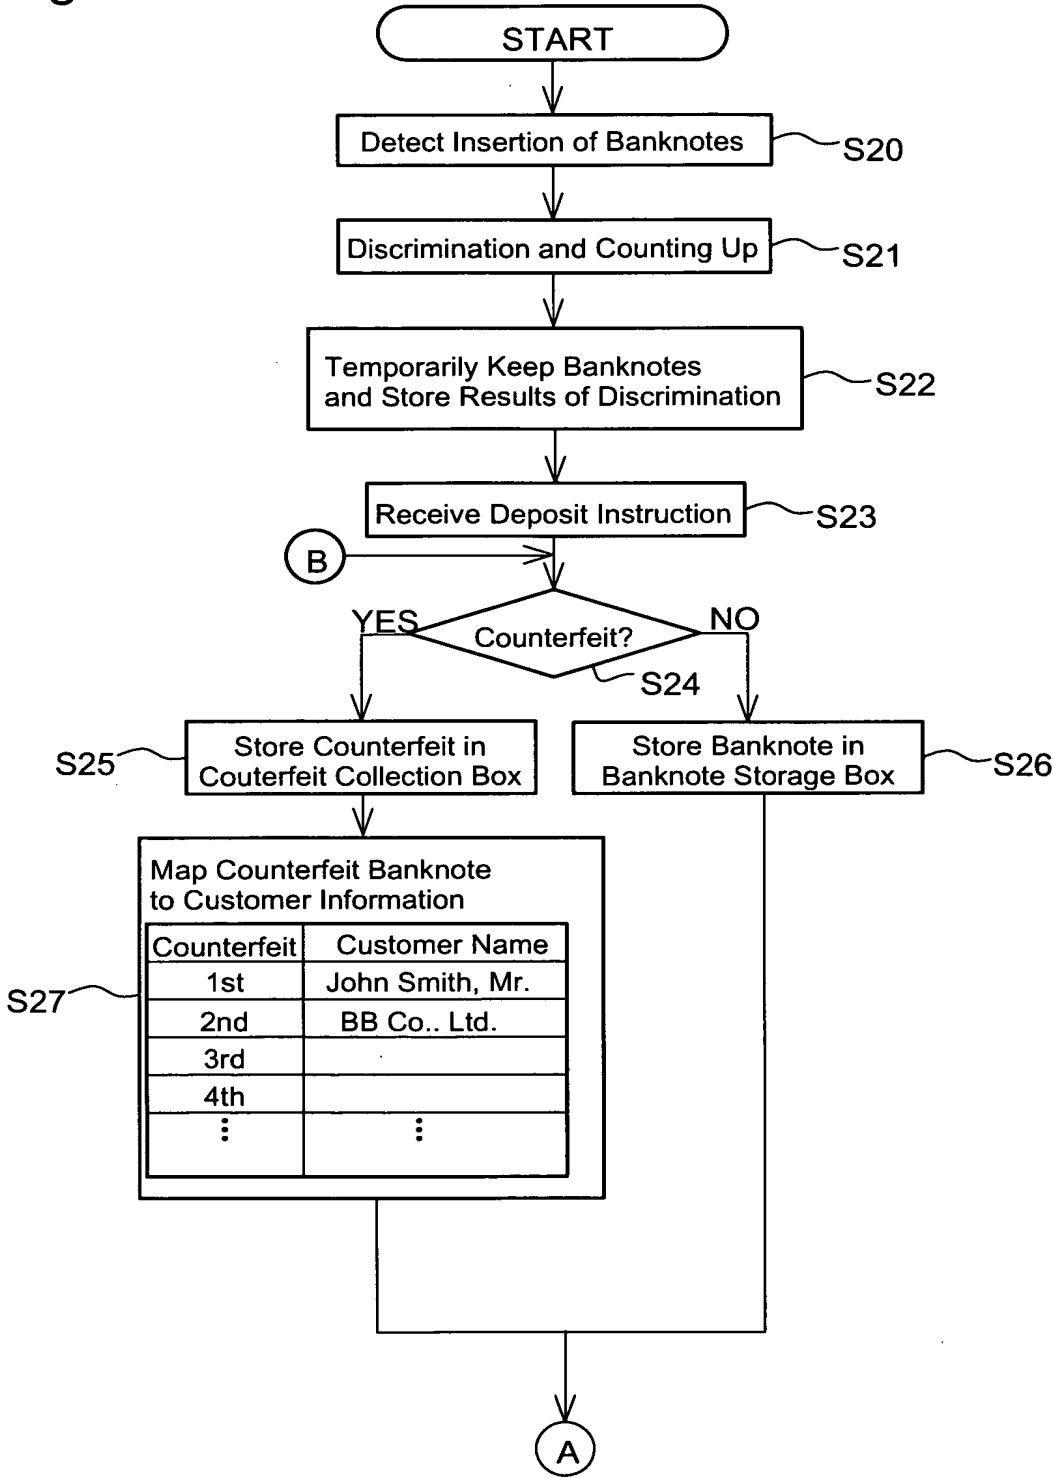 START
Detect Insertion of Banknotes
S20
Discrimination and Counting Up
S21
Temporarily Keep Banknotes
and Store Results of Discrimination
S22
Receive Deposit Instruction
S23
B
YES
NO
Counterfeit?
S24
Store Counterfeit in
Couterfeit Collection Box
S25
Store Banknote in
Banknote Storage Box
S26
Map Counterfeit Banknote
to Customer Information
Counterfeit Customer Name
1st John Smith, Mr.
2nd BB Co.. Ltd.
3rd
4th
S27
A